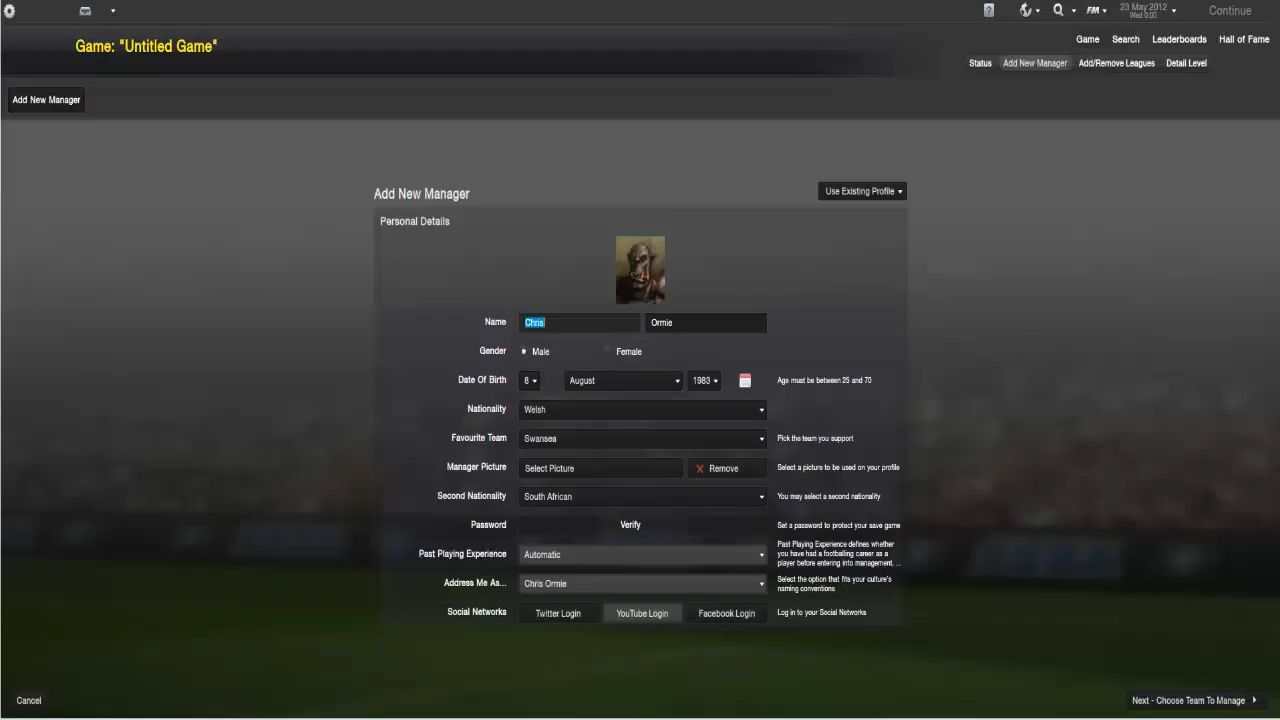 ? FM 23 May 2012 Continue
Wed 0:00
Game: "Untitled Game"
Game Search Leaderboards Hall of Fame
Status Add New Manager Add/Remove Leagues Detail Level
Add New Manager
Add New Manager Use Existing Profile
Personal Details
Name Chris Ormie
Gender Male Female
Date Of Birth 8 August 1983 Age must be between 25 and 70
Nationality Welsh
Favourite Team Swansea Pick the team you support
Manager Picture Select Picture Remove Select a picture to be used on your profile
Second Nationality South African You may select a second nationality
Password Verify Set a password to protect your save game
Past Playing Experience Automatic Past Playing Experience defines whether
you have had a footballing career as a
player before entering into management. ...
Address Me As... Chris Ormie Select the option that fits your culture's
naming conventions
Social Networks Twitter Login YouTube Login Facebook Login Log in to your Social Networks
Cancel Next - Choose Team To Manage